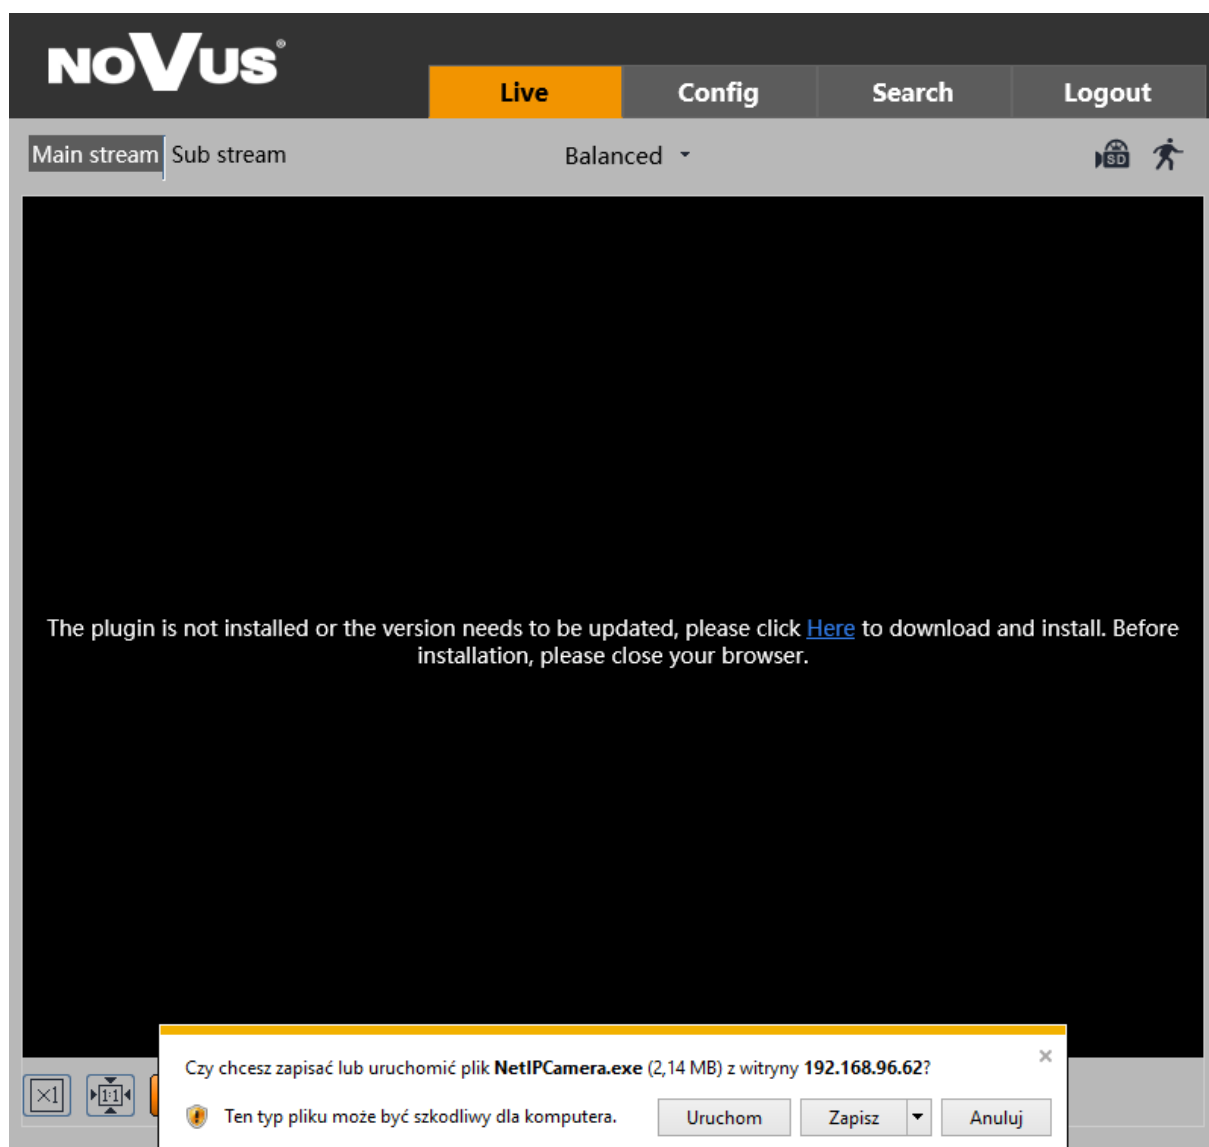 NOVUS®
Live Config Search Logout
Main stream Sub stream Balanced
SD
The plugin is not installed or the version needs to be updated, please click Here to download and install. Before
installation, please close your browser.
Czy chcesz zapisać lub uruchomić plik NetIPCamera.exe (2,14 MB) z witryny 192.168.96.62?
×1 1:1
Ten typ pliku może być szkodliwy dla komputera. Uruchom Zapisz Anuluj